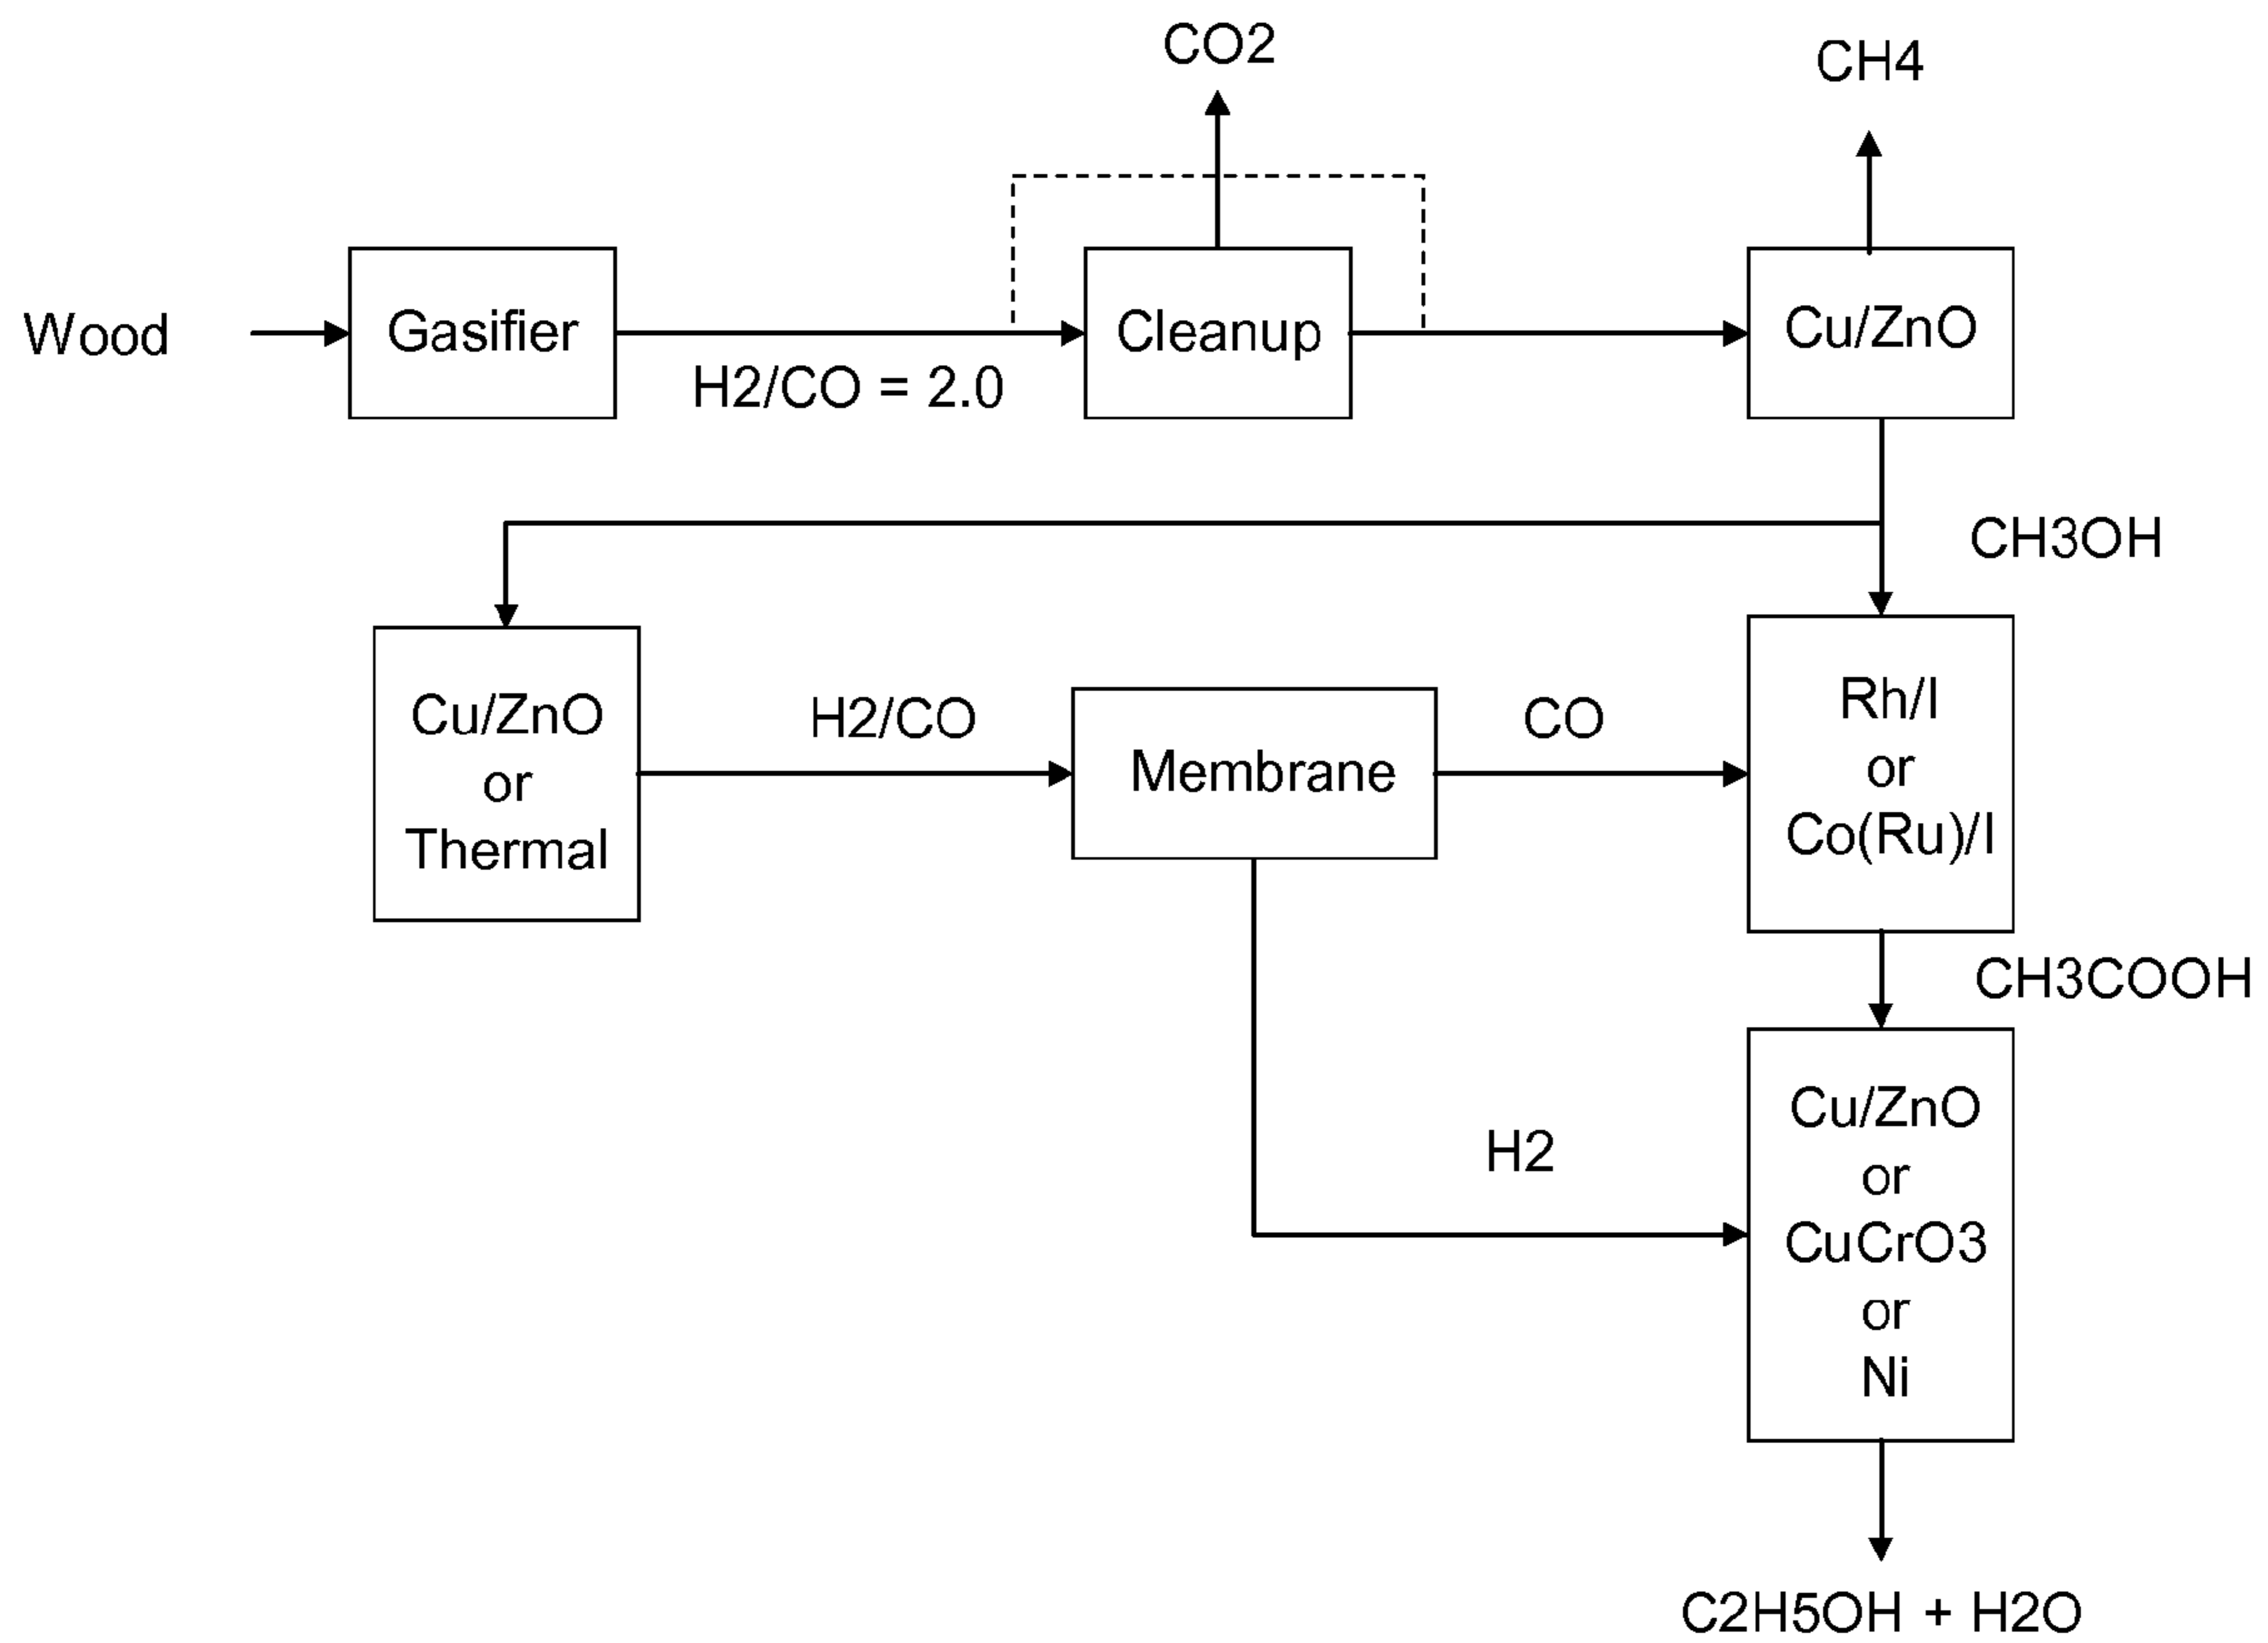 CO2
CH4
Wood
Gasifier
H2/CO = 2.0
Cleanup
Cu/ZnO
CH3OH
Cu/ZnO
or
Thermal
H2/CO
Membrane
CO
Rh/I
or
Co(Ru)/I
CH3COOH
H2
Cu/ZnO
or
CuCrO3
or
Ni
C2H5OH + H2O